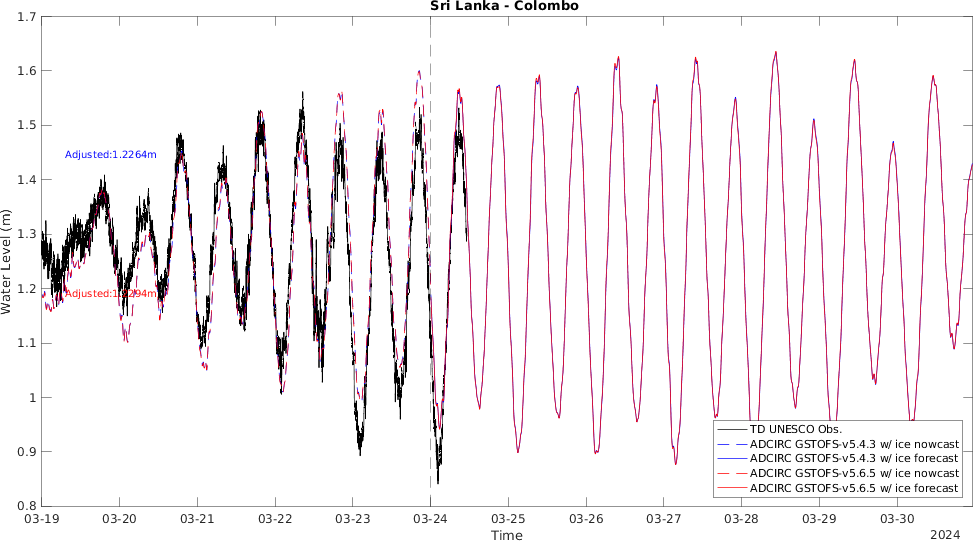 Sri Lanka - Colombo
1.7
1.6
1.5
1.4
1.3
1.2
1.1
1
0.9
0.8
Water Level (m)
Adjusted:1.2264m
TD UNESCO Obs.
ADCIRC GSTOFS-v5.4.3 w/ ice nowcast
ADCIRC GSTOFS-v5.4.3 w/ ice forecast
ADCIRC GSTOFS-v5.6.5 w/ ice nowcast
ADCIRC GSTOFS-v5.6.5 w/ ice forecast
03-19 03-20 03-21 03-22 03-23 03-24 03-25 03-26 03-27 03-28 03-29 03-30
Time
2024